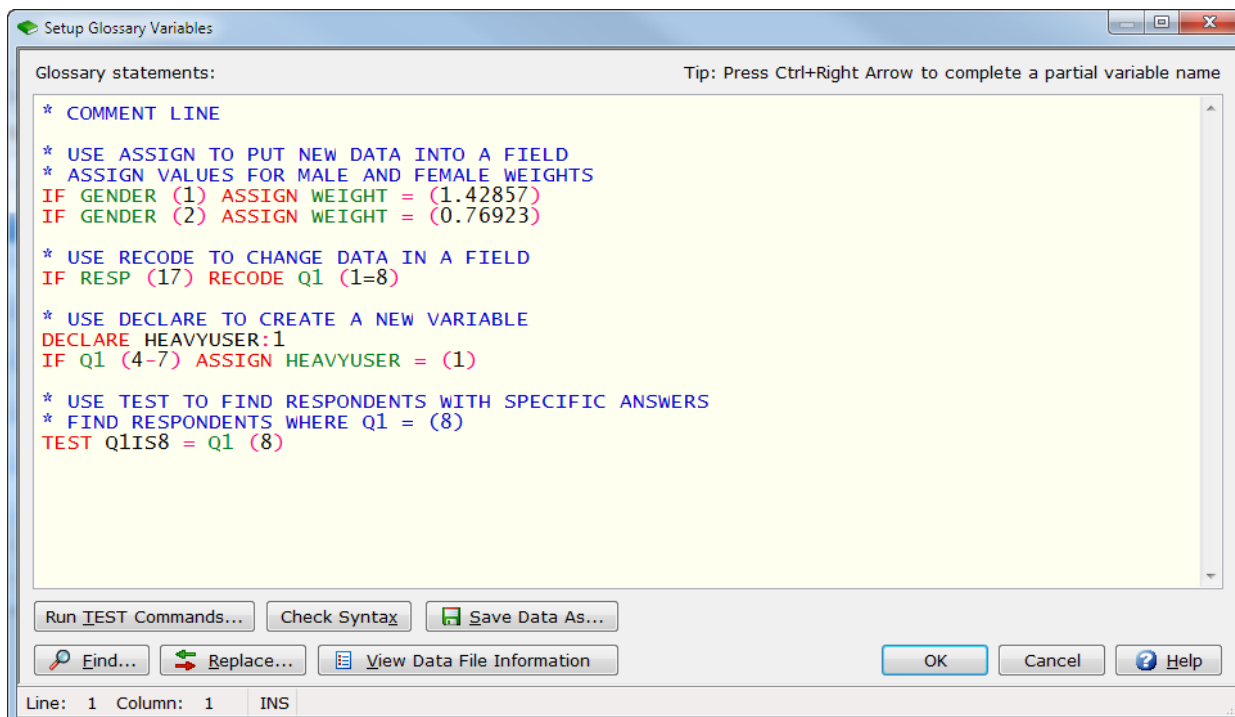 Setup Glossary Variables
Glossary statements: Tip: Press Ctrl+Right Arrow to complete a partial variable name
* COMMENT LINE
* USE ASSIGN TO PUT NEW DATA INTO A FIELD
* ASSIGN VALUES FOR MALE AND FEMALE WEIGHTS
IF GENDER (1) ASSIGN WEIGHT = (1.42857)
IF GENDER (2) ASSIGN WEIGHT = (0.76923)
* USE RECODE TO CHANGE DATA IN A FIELD
IF RESP (17) RECODE Q1 (1=8)
* USE DECLARE TO CREATE A NEW VARIABLE
DECLARE HEAVYUSER:1
IF Q1 (4-7) ASSIGN HEAVYUSER = (1)
* USE TEST TO FIND RESPONDENTS WITH SPECIFIC ANSWERS
* FIND RESPONDENTS WHERE Q1 = (8)
TEST Q1IS8 = Q1 (8)
Run TEST Commands... Check Syntax Save Data As...
Find... Replace... View Data File Information OK Cancel Help
Line: 1 Column: 1 INS